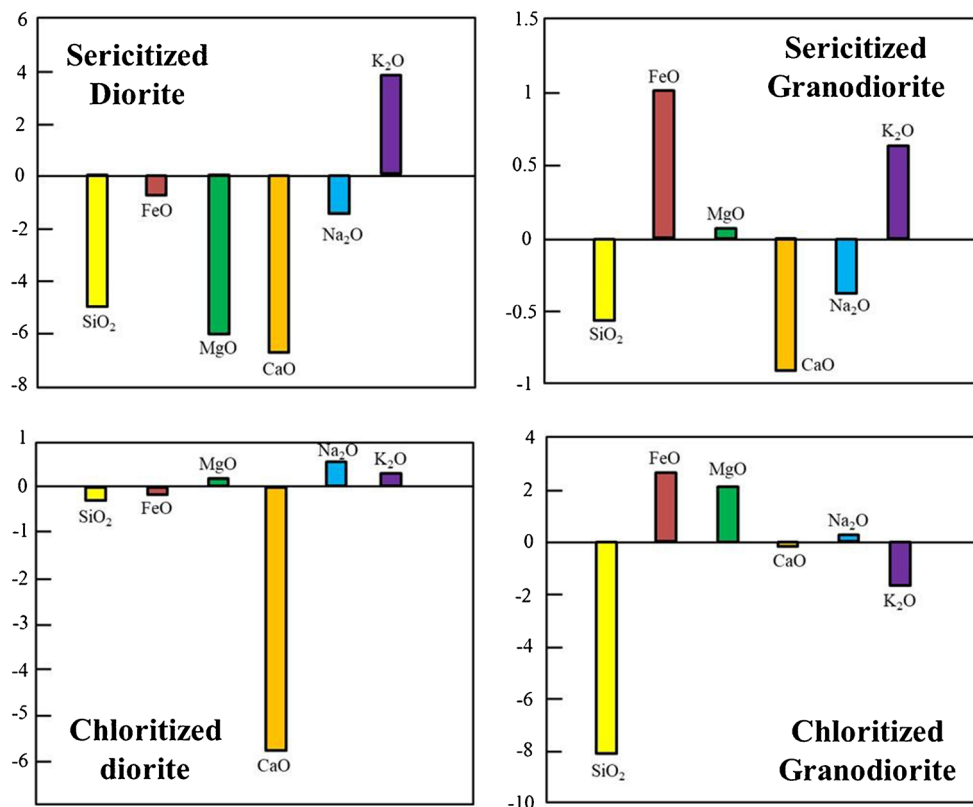 6
4
2
0
-2
-4
-6
-8
Sericitized
Diorite
SiO₂
FeO
MgO
CaO
Na₂O
K₂O
1.5
1
0.5
0
-0.5
-1
Sericitized
Granodiorite
SiO₂
FeO
MgO
CaO
Na₂O
K₂O
1
0
-1
-2
-3
-4
-5
-6
Chloritized
diorite
SiO₂
FeO
MgO
CaO
Na₂O
K₂O
4
2
0
-2
-4
-6
-8
-10
Chloritized
Granodiorite
SiO₂
FeO
MgO
CaO
Na₂O
K₂O